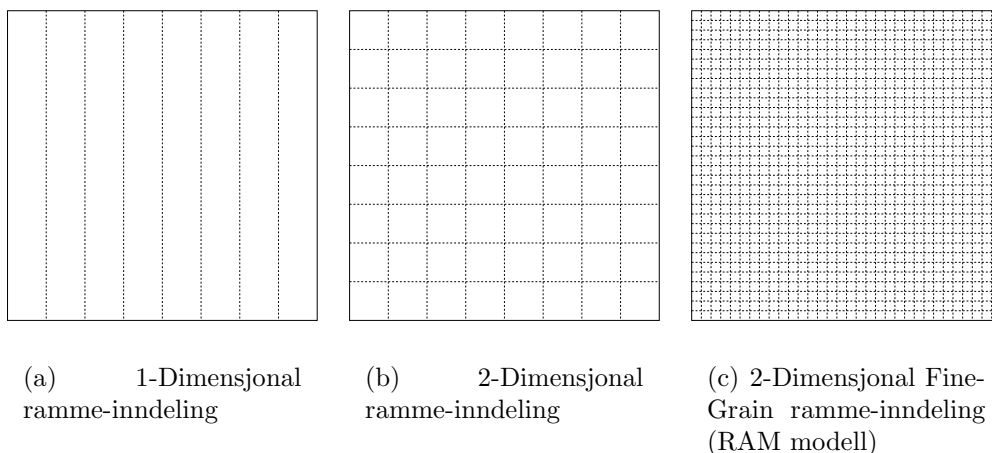 (a) 1-Dimensjonal
ramme-inndeling
(b) 2-Dimensjonal
ramme-inndeling
(c) 2-Dimensjonal Fine-
Grain ramme-inndeling
(RAM modell)